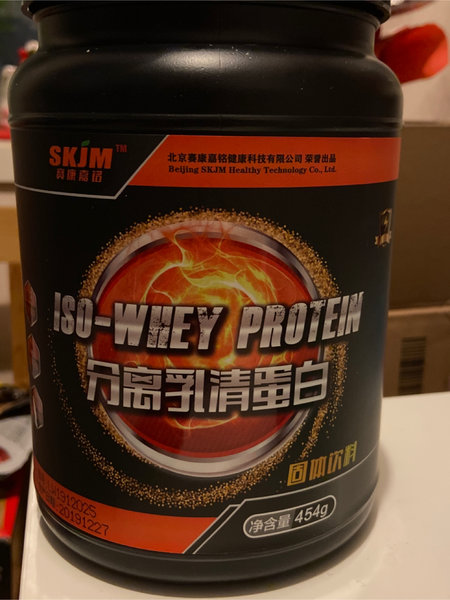 SKJM™
赛康嘉铭
北京赛康嘉铭健康科技有限公司 荣誉出品
Beijing SKJM Healthy Technology Co., Ltd.
ISO-WHEY PROTEIN
分离乳清蛋白
固体饮料
1912025
20191227
净含量 454g